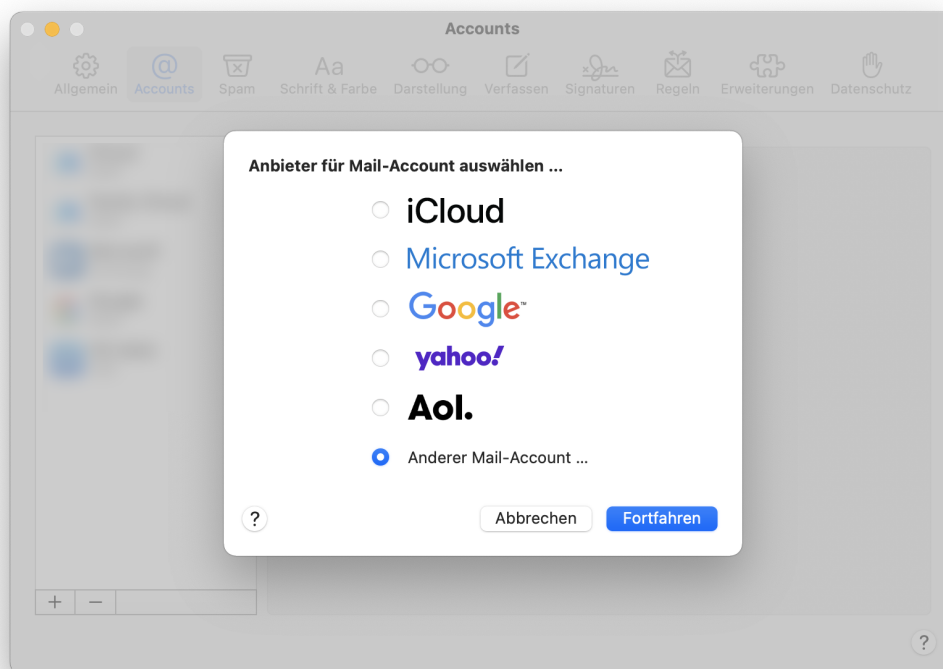 Accounts
Allgemein Accounts Spam Schrift & Farbe Darstellung Verfassen Signaturen Regeln Erweiterungen Datenschutz
Anbieter für Mail-Account auswählen ...
iCloud
Microsoft Exchange
Google™
yahoo!
Aol.
Anderer Mail-Account ...
? Abbrechen Fortfahren
+ −
?